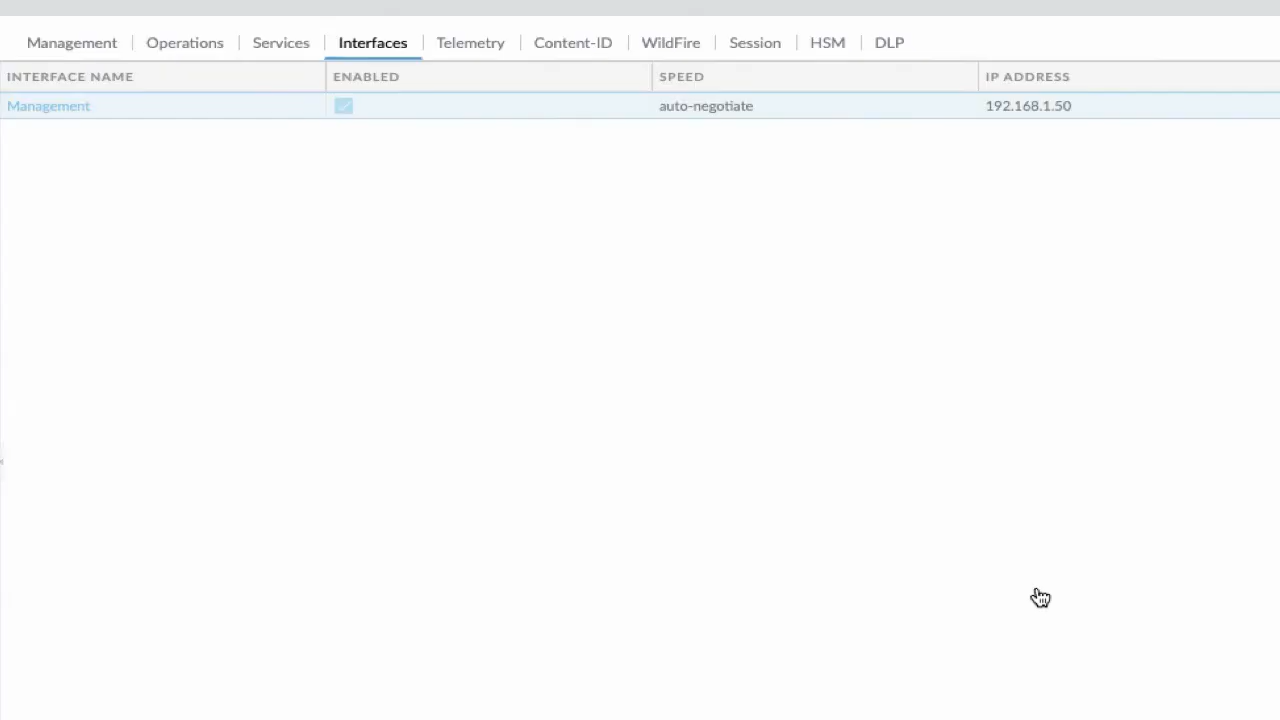 Management Operations Services Interfaces Telemetry Content-ID WildFire Session HSM DLP
INTERFACE NAME ENABLED SPEED IP ADDRESS
Management auto-negotiate 192.168.1.50